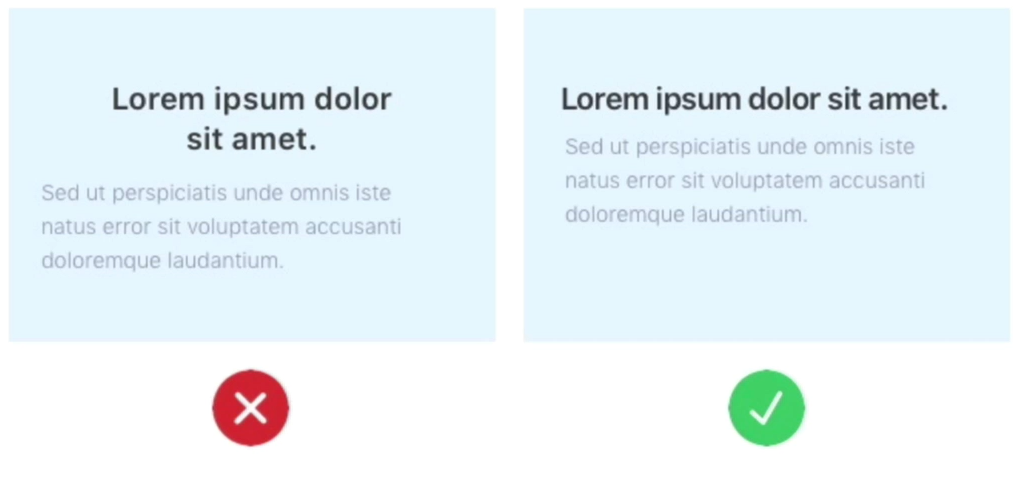 Lorem ipsum dolor
sit amet.
Sed ut perspiciatis unde omnis iste
natus error sit voluptatem accusanti
doloremque laudantium.
Lorem ipsum dolor sit amet.
Sed ut perspiciatis unde omnis iste
natus error sit voluptatem accusanti
doloremque laudantium.